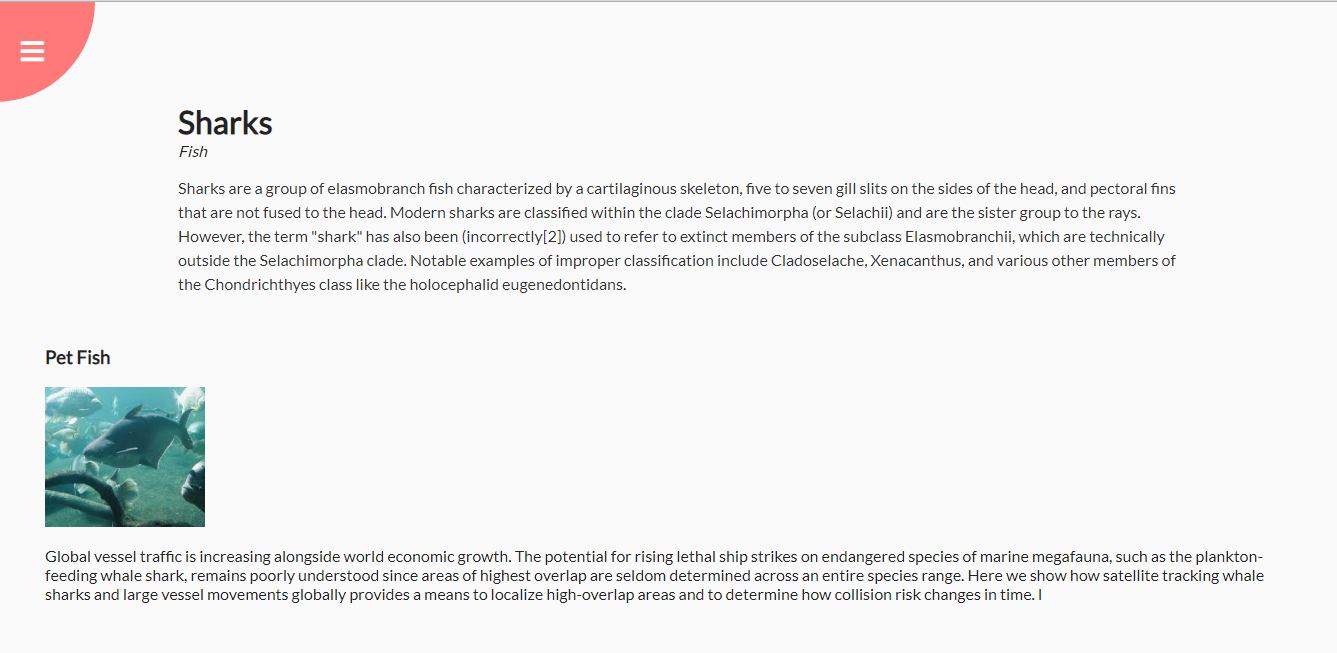 Sharks
Fish
Sharks are a group of elasmobranch fish characterized by a cartilaginous skeleton, five to seven gill slits on the sides of the head, and pectoral fins
that are not fused to the head. Modern sharks are classified within the clade Selachimorpha (or Selachii) and are the sister group to the rays.
However, the term "shark" has also been (incorrectly[2]) used to refer to extinct members of the subclass Elasmobranchii, which are technically
outside the Selachimorpha clade. Notable examples of improper classification include Cladoselache, Xenacanthus, and various other members of
the Chondrichthyes class like the holocephalid eugenedontidans.
Pet Fish
Global vessel traffic is increasing alongside world economic growth. The potential for rising lethal ship strikes on endangered species of marine megafauna, such as the plankton-
feeding whale shark, remains poorly understood since areas of highest overlap are seldom determined across an entire species range. Here we show how satellite tracking whale
sharks and large vessel movements globally provides a means to localize high-overlap areas and to determine how collision risk changes in time. I